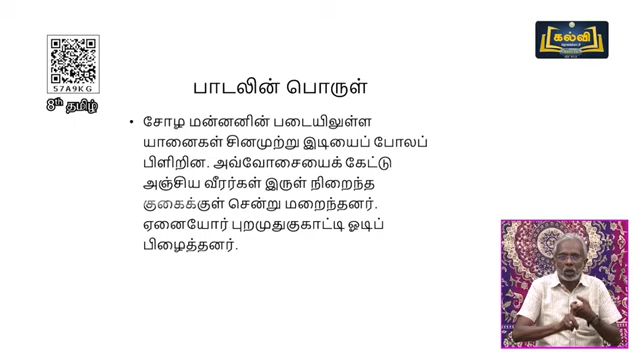 கல்வி
S7A9KG
8th தமிழ்
பாடலின் பொருள்
• சோழ மன்னனின் படையிலுள்ள
யானைகள் சினமுற்று இடியைப் போலப்
பிளிறின. அவ்வோசையைக் கேட்டு
அஞ்சிய வீரர்கள் இருள் நிறைந்த
குகைக்குள் சென்று மறைந்தனர்.
ஏனையோர் புறமுதுகுகாட்டி ஓடிப்
பிழைத்தனர்.